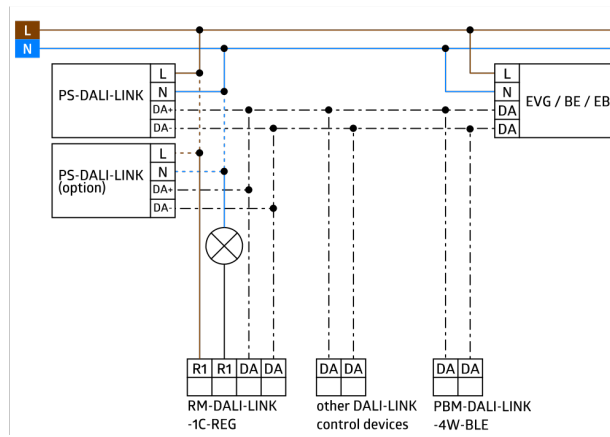 L
N
PS-DALI-LINK
L
N
DA+
DA-
L
N
DA
DA
EVG / BE / EB
PS-DALI-LINK
(option)
L
N
DA+
DA-
R1 R1 DA DA
DA DA
DA DA
RM-DALI-LINK
-1C-REG
other DALI-LINK
control devices
PBM-DALI-LINK
-4W-BLE